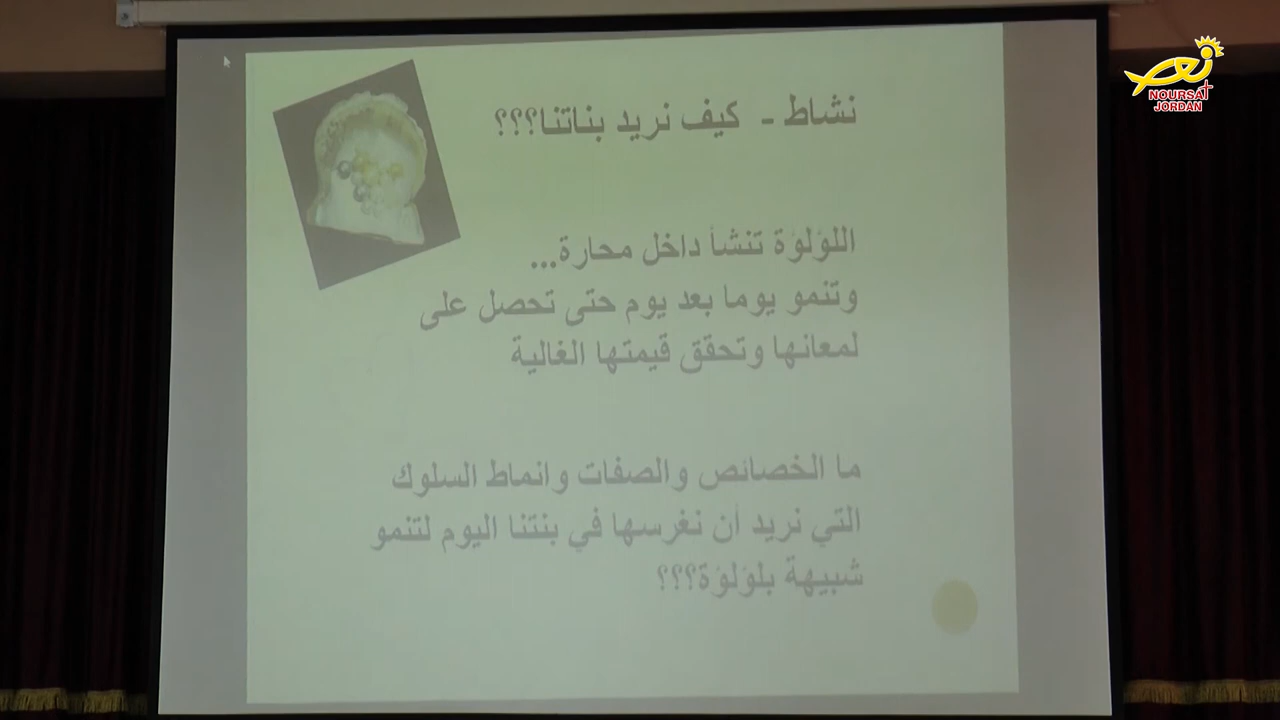 نشاط - كيف نريد بناتنا؟؟؟
اللؤلؤة تنشأ داخل محارة...
وتنمو يوما بعد يوم حتى تحصل على
لمعانها وتحقق قيمتها الغالية
ما الخصائص والصفات وانماط السلوك
التي نريد أن نغرسها في بنتنا اليوم لتنمو
شبيهة بلؤلؤة؟؟؟
نور
NOURSAT
JORDAN